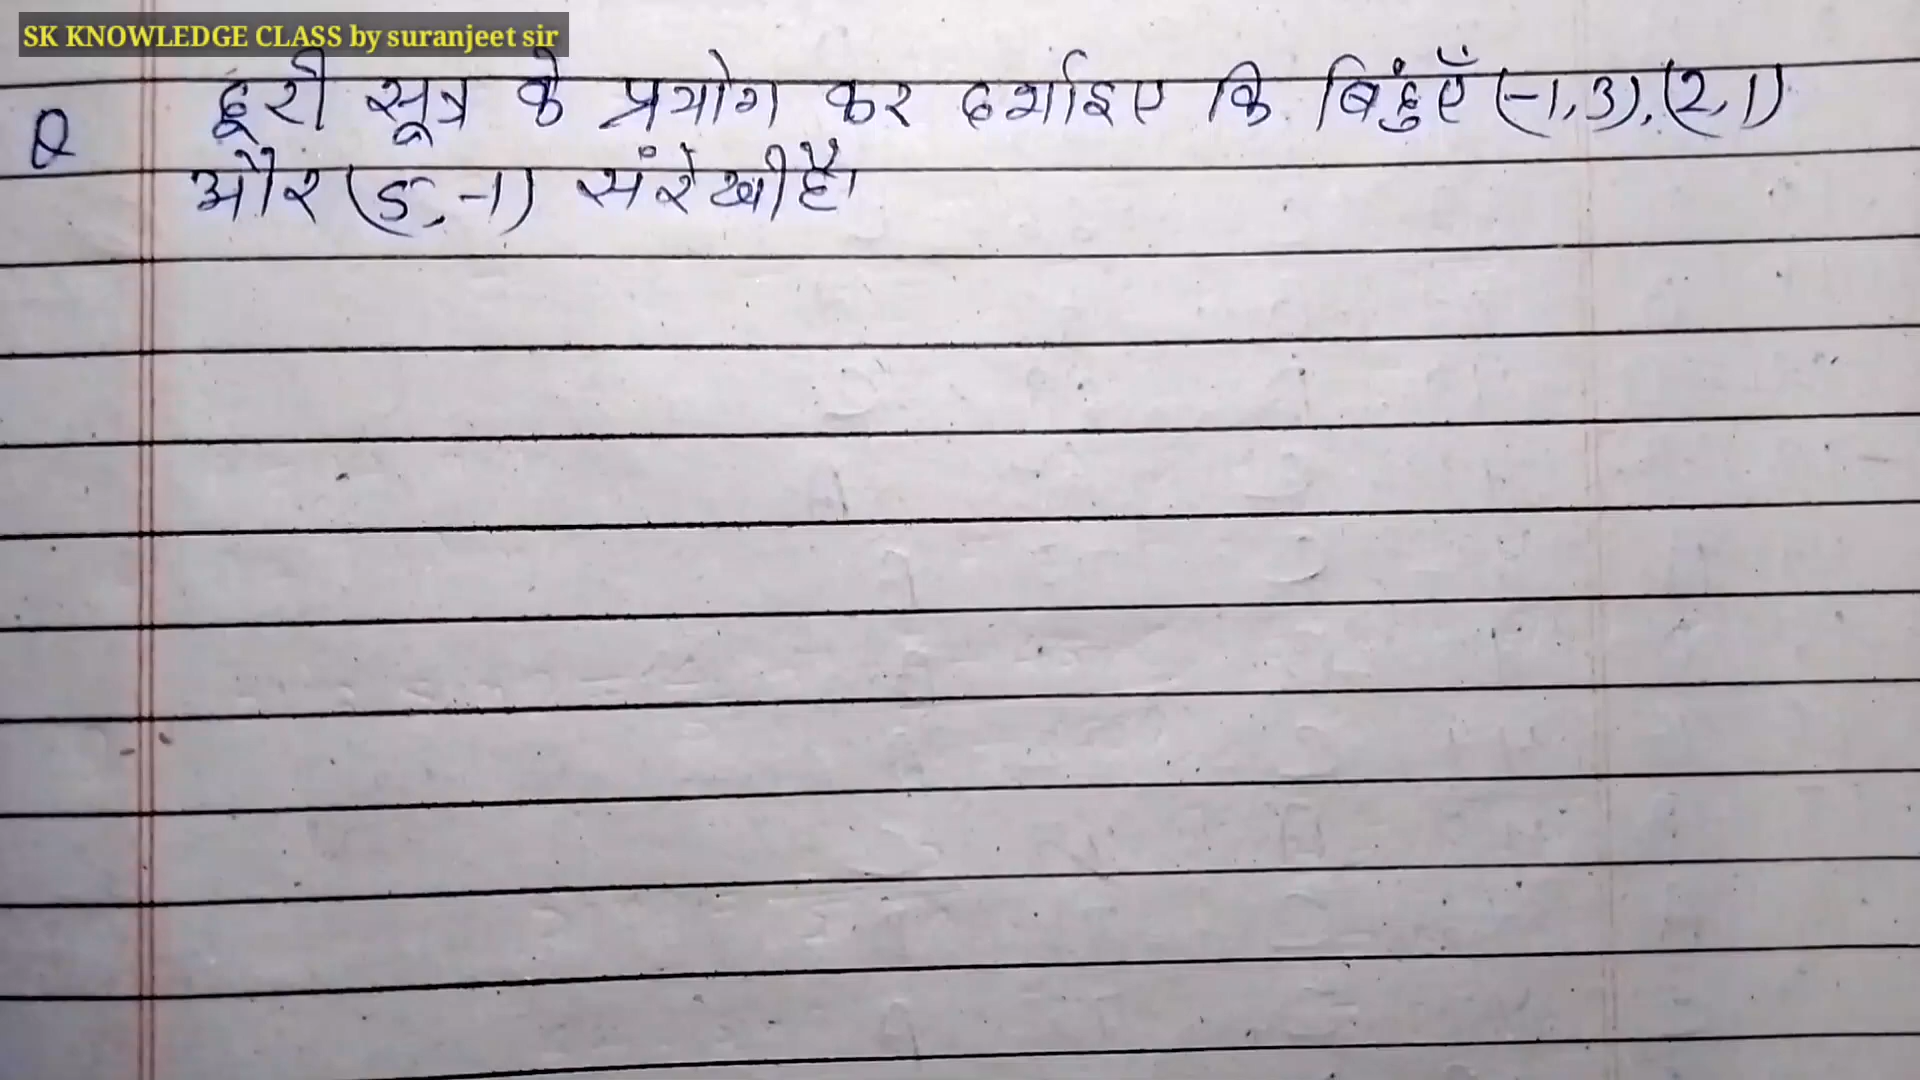 SK KNOWLEDGE CLASS by suranjeet sir
Q दूरी सूत्र के प्रयोग कर दर्शाइए कि बिंदुएँ (-1,3),(2,1)
और (5,-1) संरेखी है।